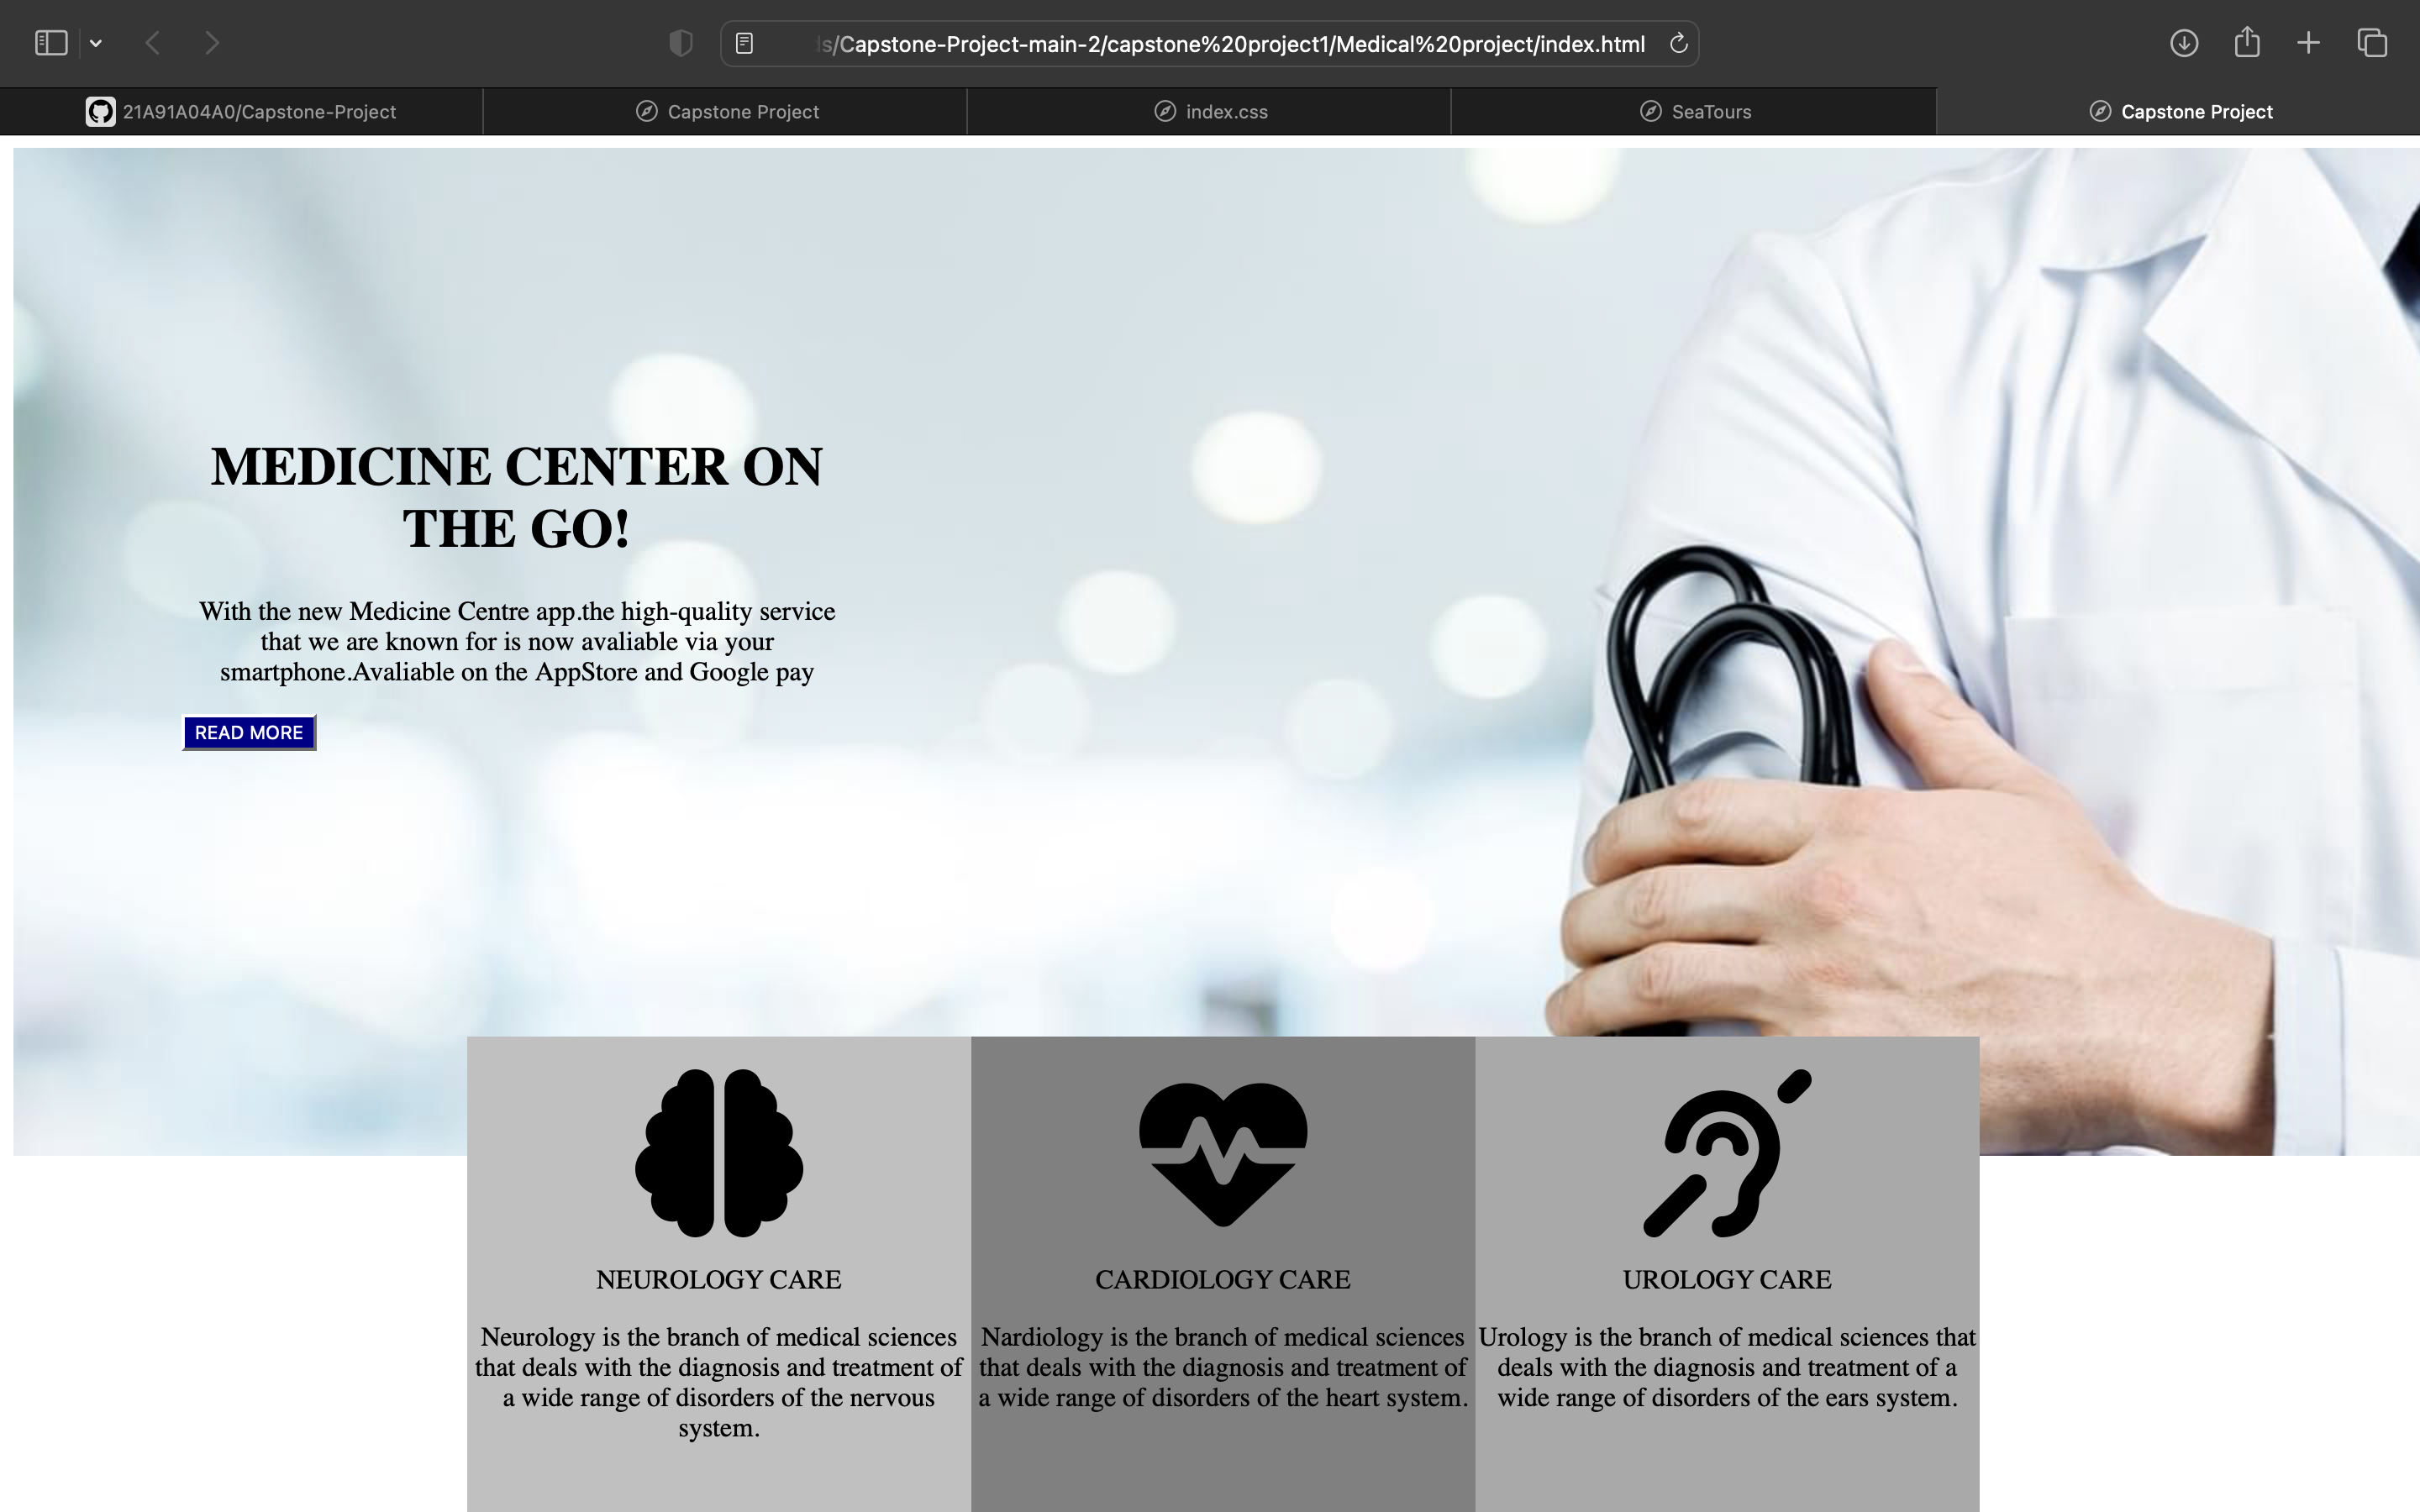 ls/Capstone-Project-main-2/capstone%20project1/Medical%20project/index.html
21A91A04A0/Capstone-Project
Capstone Project
index.css
SeaTours
Capstone Project
MEDICINE CENTER ON
THE GO!
With the new Medicine Centre app.the high-quality service
that we are known for is now avaliable via your
smartphone.Avaliable on the AppStore and Google pay
READ MORE
NEUROLOGY CARE
Neurology is the branch of medical sciences
that deals with the diagnosis and treatment of
a wide range of disorders of the nervous
system.
CARDIOLOGY CARE
Nardiology is the branch of medical sciences
that deals with the diagnosis and treatment of
a wide range of disorders of the heart system.
UROLOGY CARE
Urology is the branch of medical sciences that
deals with the diagnosis and treatment of a
wide range of disorders of the ears system.